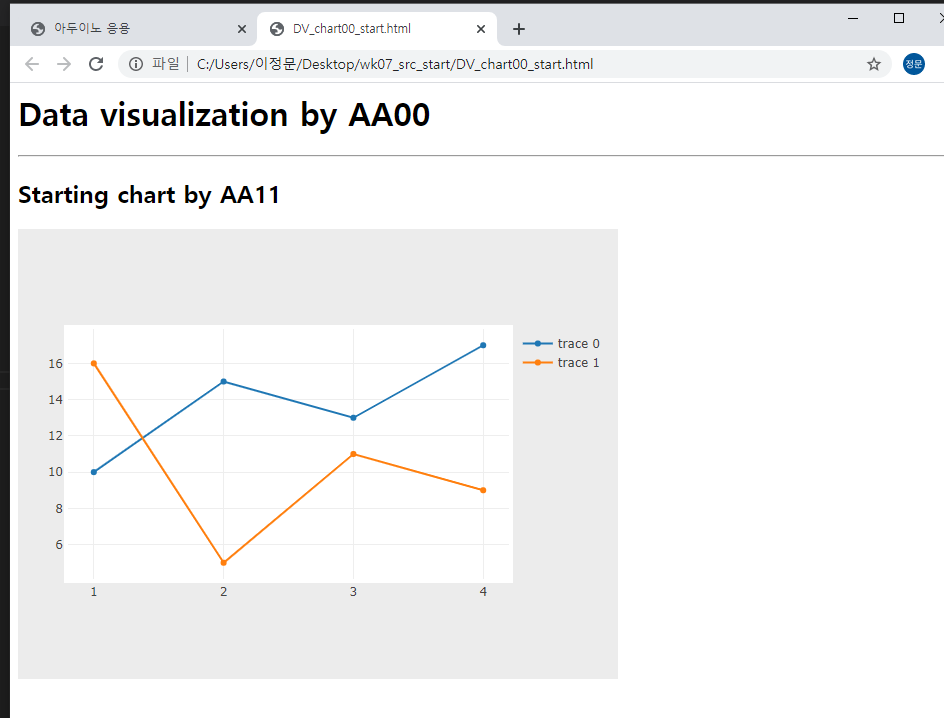 아두이노 응용
DV_chart00_start.html
파일 | C:/Users/이정문/Desktop/wk07_src_start/DV_chart00_start.html
정문
Data visualization by AA00
Starting chart by AA11
trace 0
trace 1
16
14
12
10
8
6
1 2 3 4